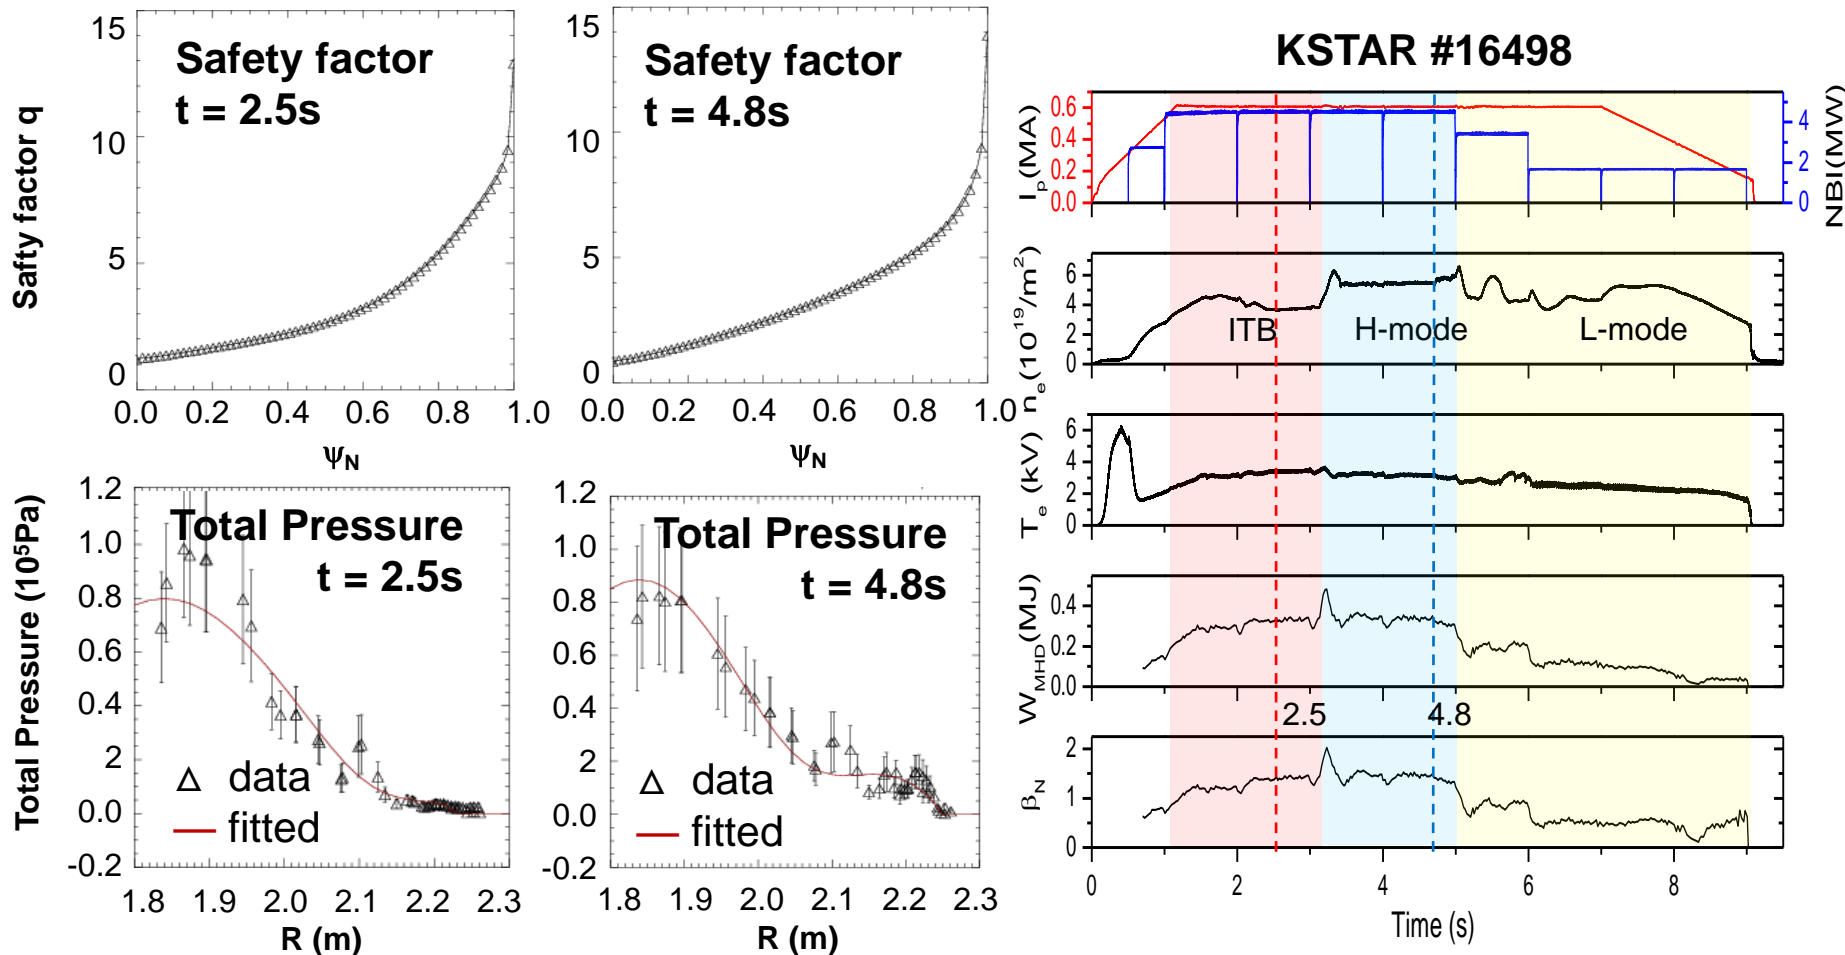 15
10
5
0
Safty factor q
Safety factor
t = 2.5s
0.0 0.2 0.4 0.6 0.8 1.0
ψN
15
10
5
0
Safety factor
t = 4.8s
0.0 0.2 0.4 0.6 0.8 1.0
ψN
1.2
1.0
0.8
0.6
0.4
2
0.0
-0.2
Total Pressure (10⁵Pa)
Total Pressure
t = 2.5s
data
fitted
1.8 1.9 2.0 2.1 2.2 2.3
R (m)
1.2
1.0
0.8
0.6
0.4
2
0.0
-0.2
Total Pressure
t = 4.8s
data
fitted
1.8 1.9 2.0 2.1 2.2 2.3
R (m)
KSTAR #16498
0.6
0.4
0.2
0.0
Ip(MA)
4
2
0
NBI(MW)
6
4
2
0
ne(10¹⁹/m²)
ITB
H-mode
L-mode
6
4
2
0
Te(kV)
0.4
0.2
0.0
WMHD(MJ)
2.5
4.8
2
1
0
βN
0 2 4 6 8
Time (s)